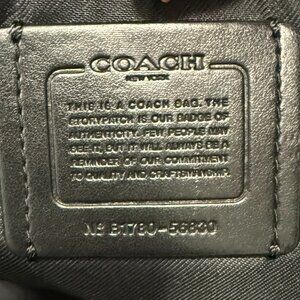 COACH
NEW YORK
THIS IS A COACH BAG. THE
STORYPATCH IS OUR BADGE OF
AUTHENTICITY. FEW PEOPLE MAY
SEE IT, BUT IT WILL ALWAYS BE A
REMINDER OF OUR COMMITMENT
TO QUALITY AND CRAFTSMANSHIP.
Nº B1780-56830